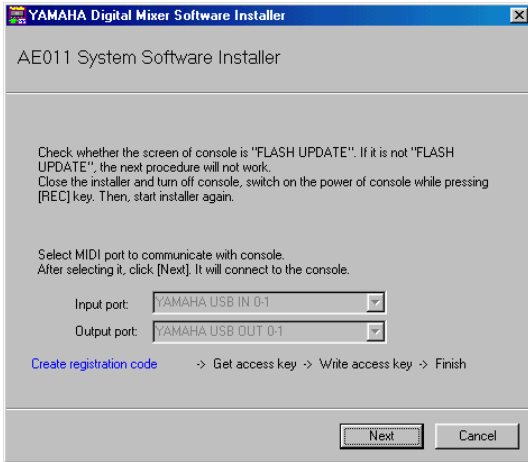 YAMAHA Digital Mixer Software Installer
AE011 System Software Installer
Check whether the screen of console is "FLASH UPDATE". If it is not "FLASH
UPDATE", the next procedure will not work.
Close the installer and turn off console, switch on the power of console while pressing
[REC] key. Then, start installer again.
Select MIDI port to communicate with console.
After selecting it, click [Next]. It will connect to the console.
Input port: YAMAHA USB IN 0-1
Output port: YAMAHA USB OUT 0-1
Create registration code -> Get access key -> Write access key -> Finish
Next Cancel